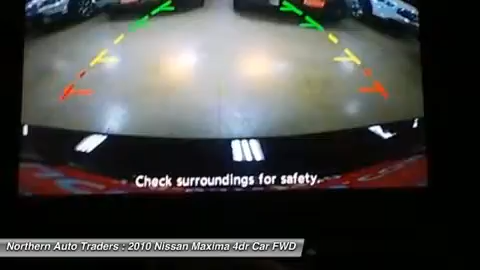 Check surroundings for safety.
Northern Auto Traders : 2010 Nissan Maxima 4dr Car FWD